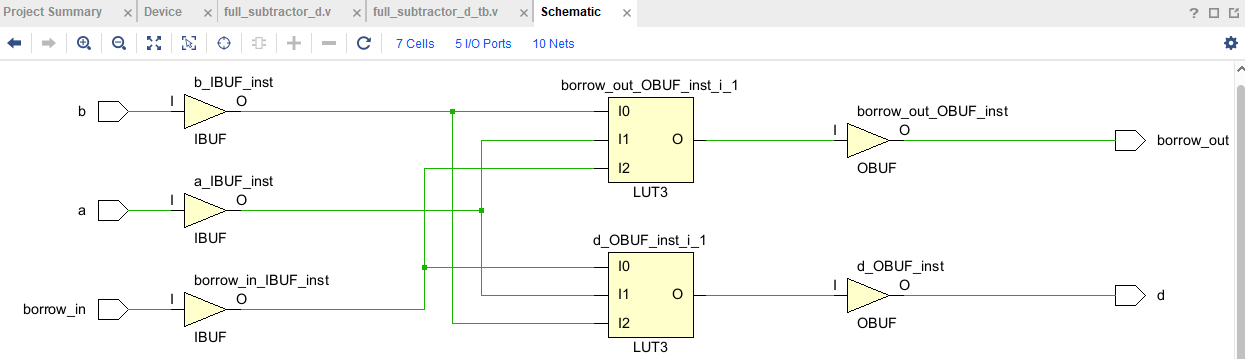 Project Summary × Device × full_subtractor_d.v × full_subtractor_d_tb.v × Schematic ×
? 
7 Cells 5 I/O Ports 10 Nets
b_IBUF_inst
b I O
IBUF
a_IBUF_inst
a I O
IBUF
borrow_in_IBUF_inst
borrow_in I O
IBUF
borrow_out_OBUF_inst_i_1
I0
I1 O
I2
LUT3
d_OBUF_inst_i_1
I0
I1 O
I2
LUT3
borrow_out_OBUF_inst
I O borrow_out
OBUF
d_OBUF_inst
I O d
OBUF